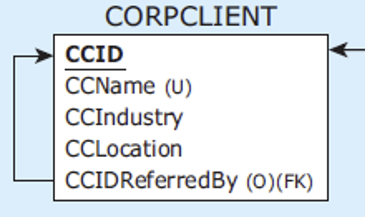 CORPCLIENT
CCID
CCName (U)
CCIndustry
CCLocation
CCIDReferredBy (O)(FK)